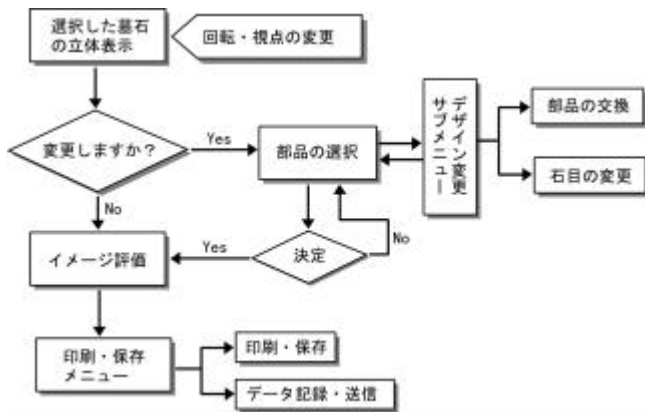 選択した墓石
の立体表示
回転・視点の変更
変更しますか？
Yes
部品の選択
デザイン変更
サブメニュー
部品の交換
石目の変更
No
イメージ評価
Yes
決定
No
印刷・保存
メニュー
印刷・保存
データ記録・送信